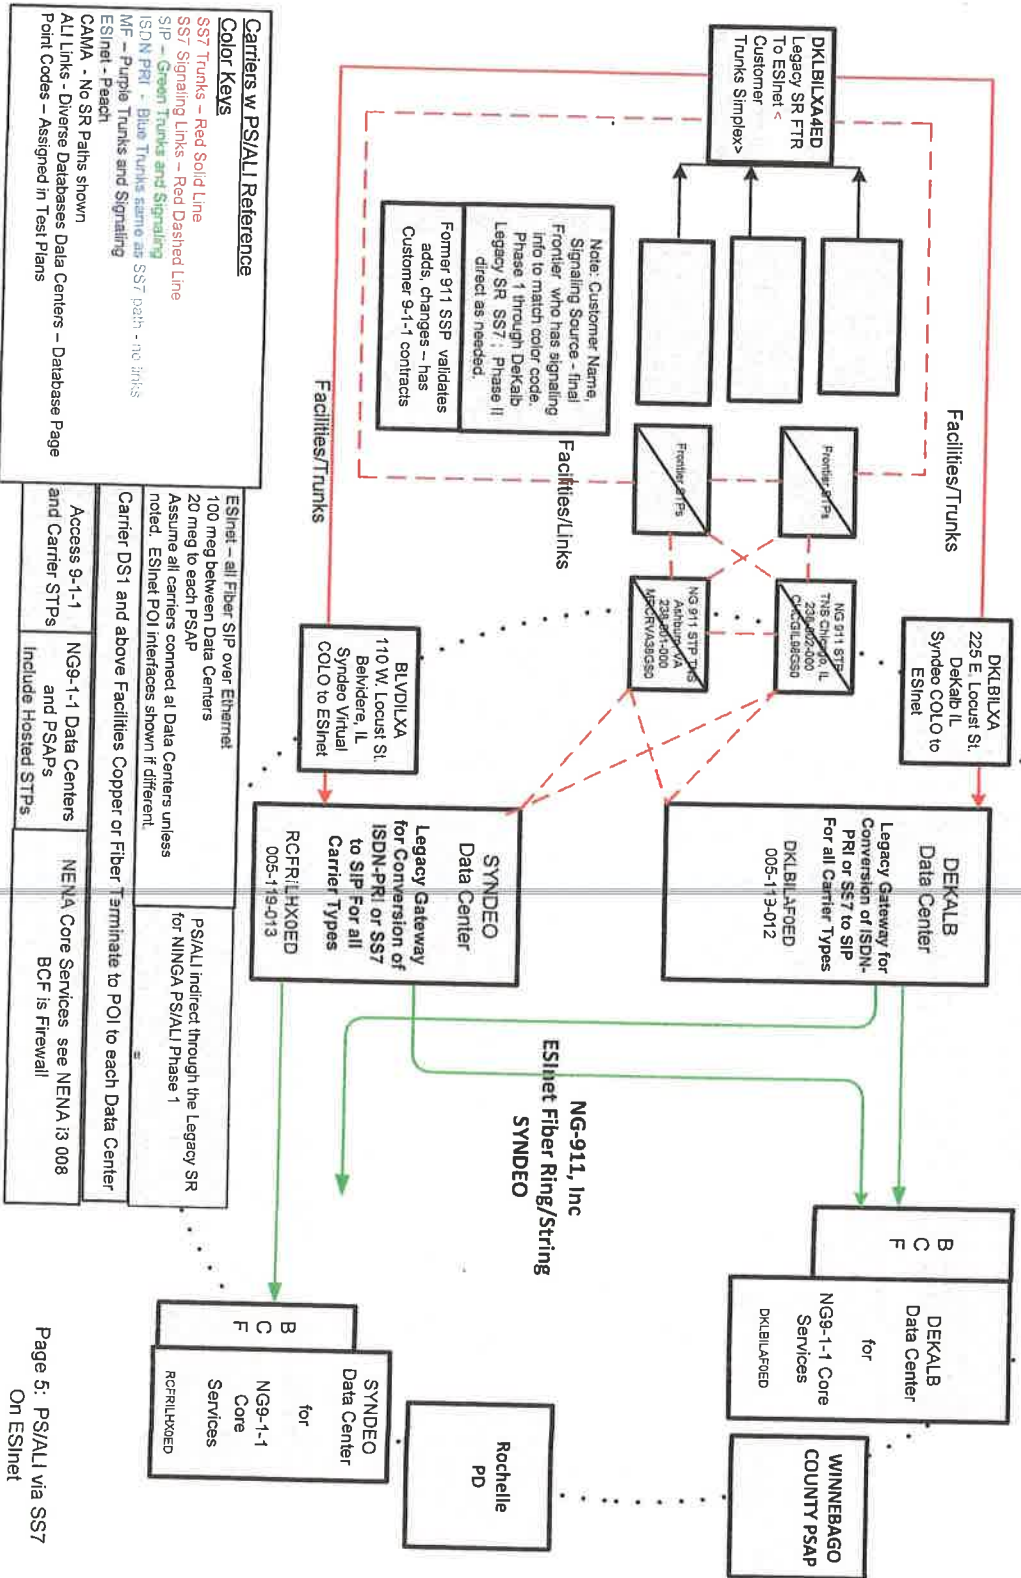 DKLBILXA4ED
Legacy SR FTR
To ESInet <
Customer
Trunks Simplex>
Facilities/Trunks
DKLBILXA
225 E. Locust St.
DeKalb IL
Syndeo COLO to
ESInet
DEKALB
Data Center
Legacy Gateway for
Conversion of ISDN-
PRI or SS7 to SIP
For all Carrier Types
DKLBILAF0ED
005-119-012
B
C
F
DEKALB
Data Center
for
NG9-1-1 Core
Services
DKLBILAF0ED
WINNEBAGO
COUNTY PSAP
Frontier STPs
NG 911 STP
TNS Chicago, IL
238-802-000
CHCGIL98GS0
Frontier STPs
NG 911 STP TNS
Ashburn, VA
238-801-000
MRCRVA38GS0
Facilities/Links
Note: Customer Name,
Signaling Source - final
Frontier who has signaling
info to match color code.
Phase 1 through DeKalb
Legacy SR SS7 ; Phase II
direct as needed.
Former 911 SSP validates
adds, changes -- has
Customer 9-1-1 contracts
NG-911, Inc
ESInet Fiber Ring/String
SYNDEO
Rochelle
PD
Facilities/Trunks
BLVDILXA
110 W. Locust St.
Belvidere, IL
Syndeo Virtual
COLO to ESInet
SYNDEO
Data Center
Legacy Gateway
for Conversion of
ISDN-PRI or SS7
to SIP For all
Carrier Types
RCFRILHX0ED
005-119-013
B
C
F
SYNDEO
Data Center
for
NG9-1-1
Core
Services
RCFRILHX0ED
Carriers w PS/ALI Reference
Color Keys
SS7 Trunks – Red Solid Line
SS7 Signaling Links – Red Dashed Line
SIP – Green Trunks and Signaling
ISDN PRI - Blue Trunks same as SS7 path - no links
MF – Purple Trunks and Signaling
ESInet - Peach
CAMA - No SR Paths shown
ALI Links - Diverse Databases Data Centers – Database Page
Point Codes – Assigned in Test Plans
ESInet – all Fiber SIP over Ethernet
100 meg between Data Centers
20 meg to each PSAP
Assume all carriers connect at Data Centers unless
noted. ESInet POI interfaces shown if different.
PS/ALI indirect through the Legacy SR
for NINGA PS/ALI Phase 1
Carrier DS1 and above Facilities Copper or Fiber Terminate to POI to each Data Center
Access 9-1-1
and Carrier STPs
NG9-1-1 Data Centers
and PSAPs
Include Hosted STPs
NENA Core Services see NENA i3 008
BCF is Firewall
Page 5: PS/ALI via SS7
On ESInet